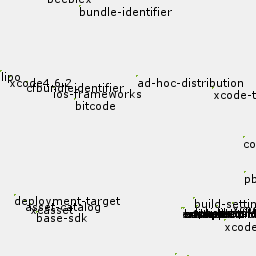 bundle-identifier
lipo
ad-hoc-distribution
xcode4.6.2
cfbundleidentifier
ios-frameworks
xcode-t
bitcode
co
pb
deployment-target
build-settin
asset-catalog
xcasset
base-sdk
xcode